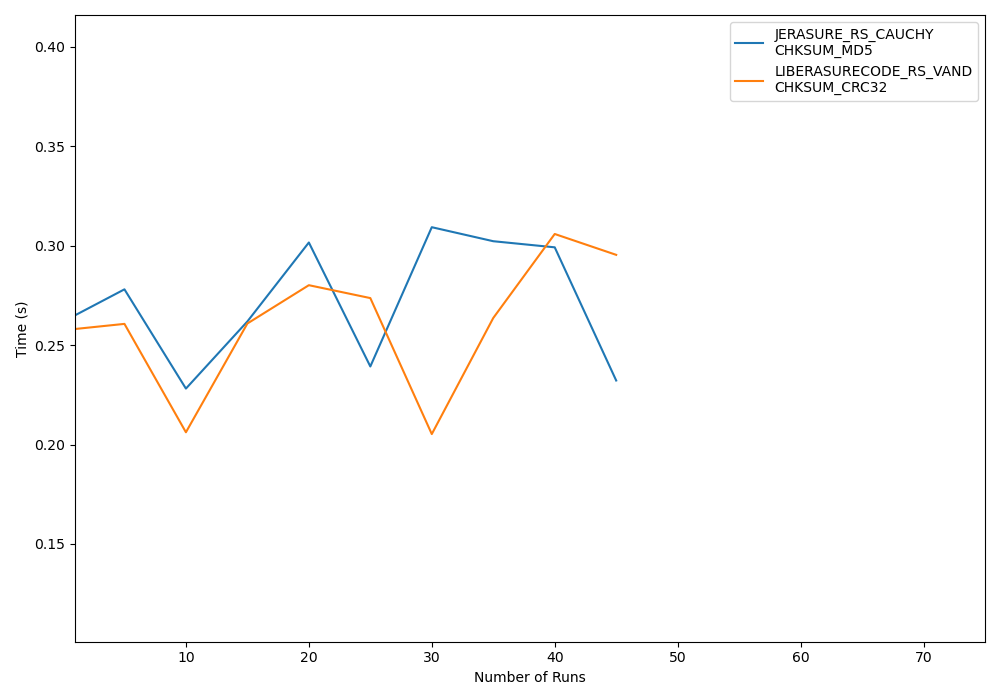 JERASURE_RS_CAUCHY
CHKSUM_MD5
LIBERASURECODE_RS_VAND
CHKSUM_CRC32
0.40
0.35
0.30
0.25
0.20
0.15
Time (s)
10 20 30 40 50 60 70
Number of Runs